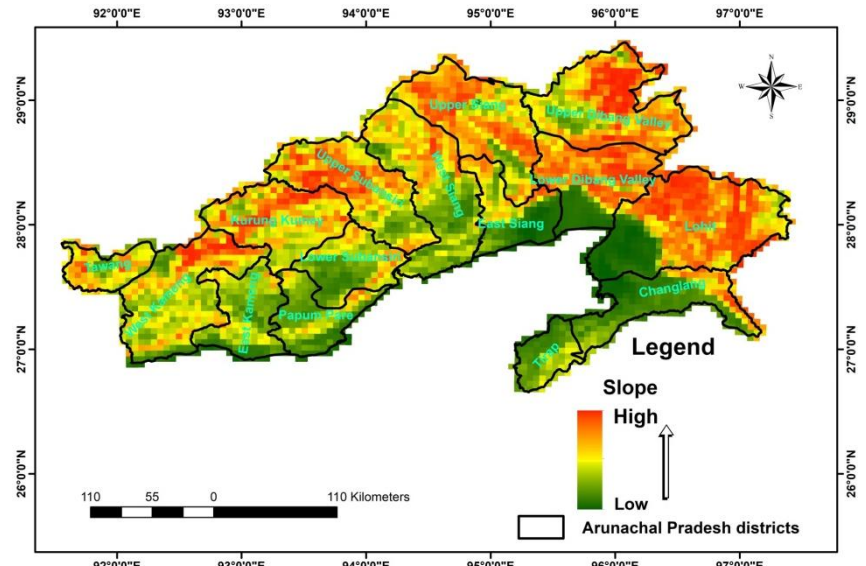 92°0'0"E 93°0'0"E 94°0'0"E 95°0'0"E 96°0'0"E 97°0'0"E
N
W E
S
29°0'0"N 29°0'0"N
Upper Siang
Upper Dibang Valley
Upper Subansiri
West Siang
Lower Dibang Valley
Kurung Kumey
East Siang
Lohit
28°0'0"N 28°0'0"N
Tawang
Lower Subansiri
West Kameng
East Kameng
Papum Pare
Changlang
Tirap
27°0'0"N 27°0'0"N
Legend
Slope
High
Low
26°0'0"N 26°0'0"N
110 55 0 110 Kilometers
Arunachal Pradesh districts
92°0'0"E 93°0'0"E 94°0'0"E 95°0'0"E 96°0'0"E 97°0'0"E